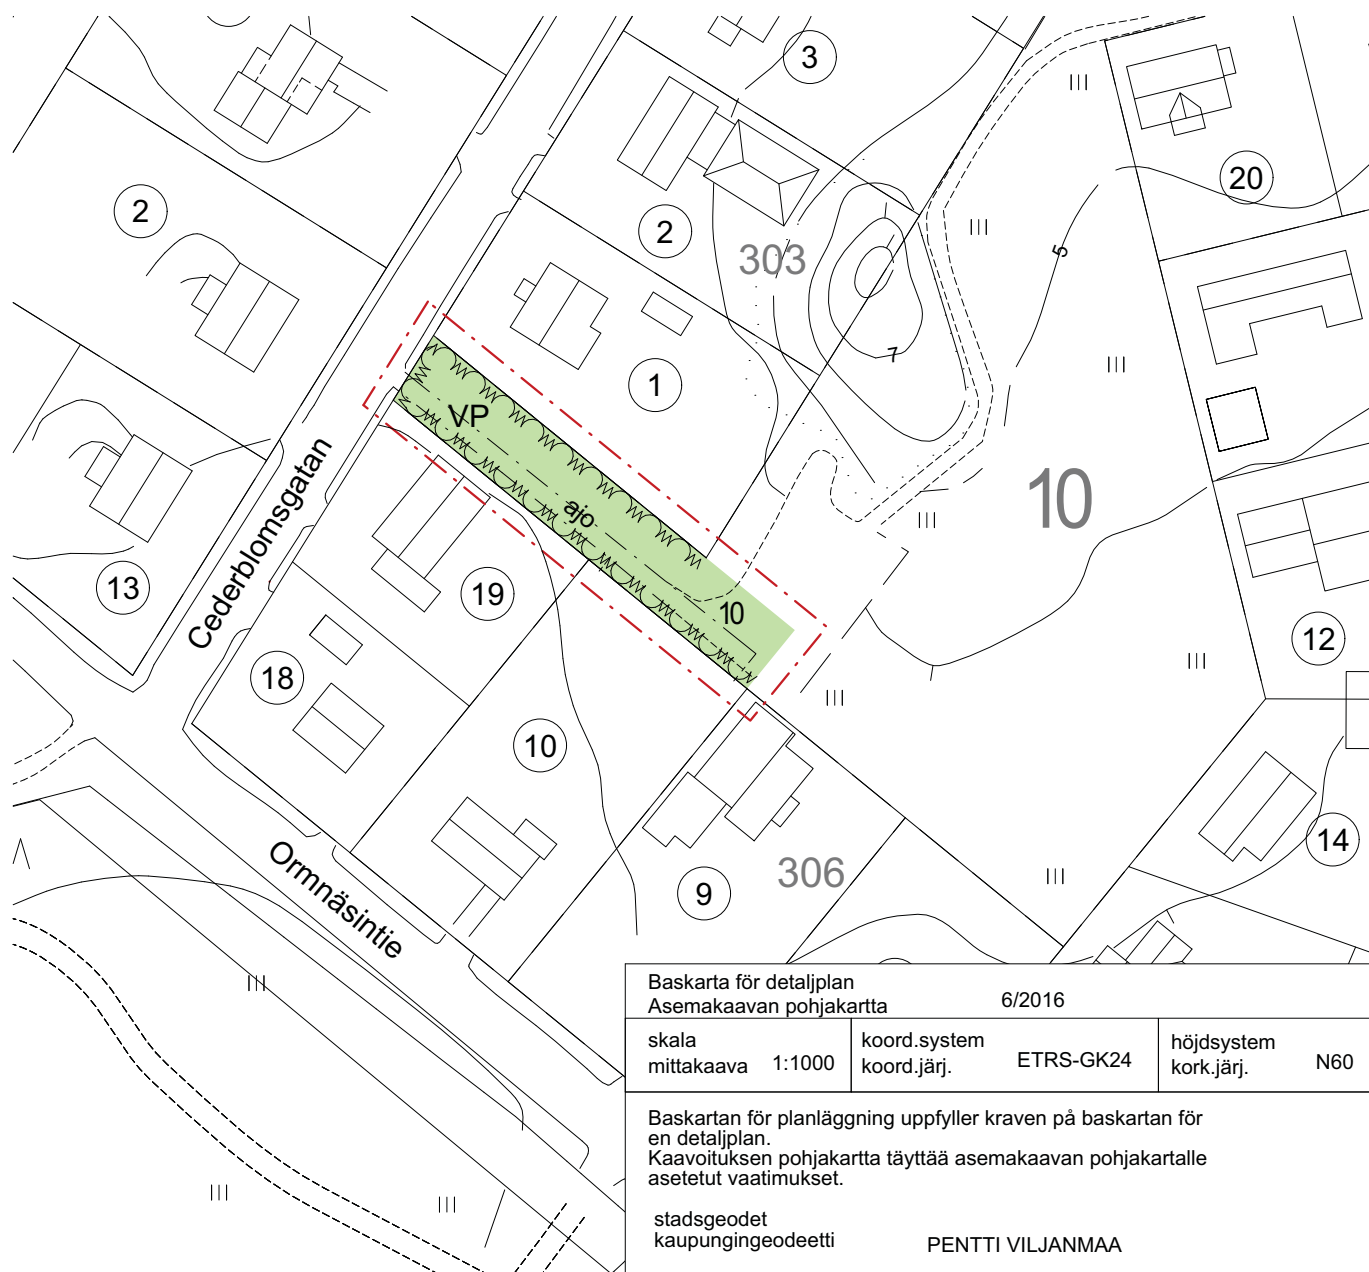 3
20
2
2
303
5
7
1
VP
10
ajo
Cederblomsgatan
13
19
10
12
18
10
14
Ormnäsintie
306
9
Baskarta för detaljplan
Asemakaavan pohjakartta 6/2016
skala
mittakaava 1:1000
koord.system
koord.järj. ETRS-GK24
höjdsystem
kork.järj. N60
Baskartan för planläggning uppfyller kraven på baskartan för
en detaljplan.
Kaavoituksen pohjakartta täyttää asemakaavan pohjakartalle
asetetut vaatimukset.
stadsgeodet
kaupungingeodeetti PENTTI VILJANMAA